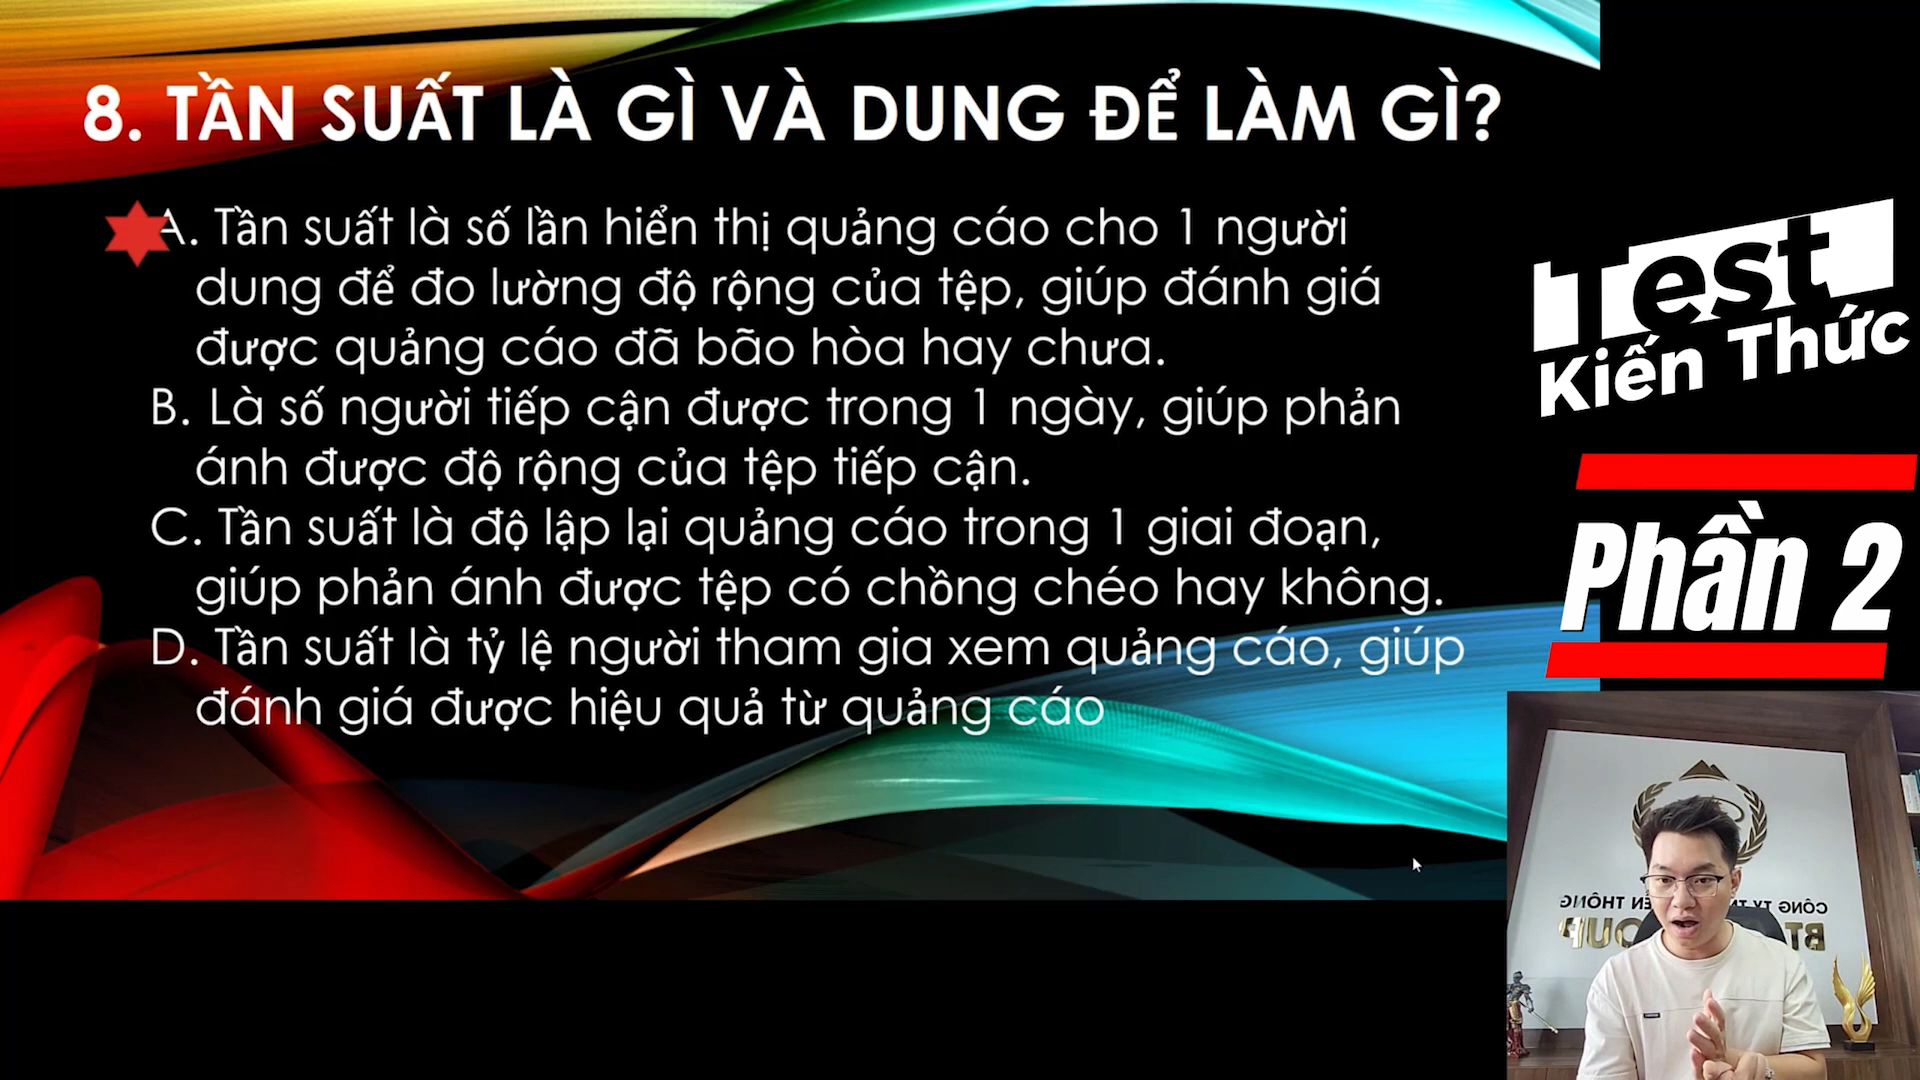 8. TẦN SUẤT LÀ GÌ VÀ DUNG ĐỂ LÀM GÌ?
A. Tần suất là số lần hiển thị quảng cáo cho 1 người
dung để đo lường độ rộng của tệp, giúp đánh giá
được quảng cáo đã bão hòa hay chưa.
B. Là số người tiếp cận được trong 1 ngày, giúp phản
ánh được độ rộng của tệp tiếp cận.
C. Tần suất là độ lập lại quảng cáo trong 1 giai đoạn,
giúp phản ánh được tệp có chồng chéo hay không.
D. Tần suất là tỷ lệ người tham gia xem quảng cáo, giúp
đánh giá được hiệu quả từ quảng cáo
Test
Kiến Thức
Phần 2
CÔNG TY
THÔNG
BT